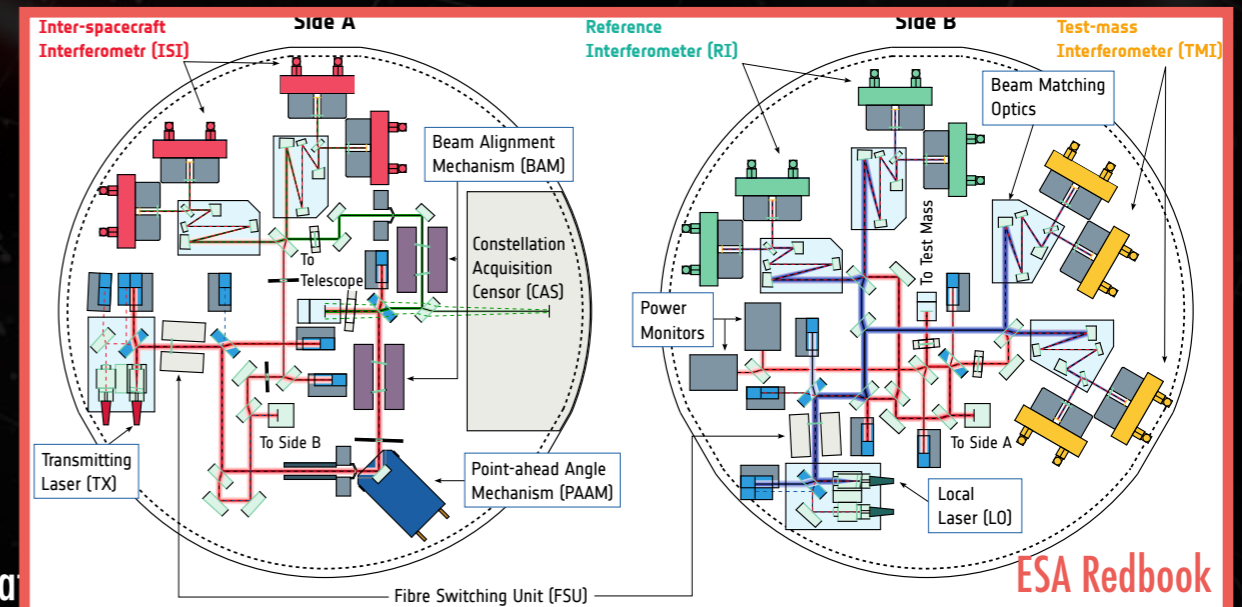 Side A
Side B
Inter-spacecraft
Interferometr (ISI)
Reference
Interferometer (RI)
Test-mass
Interferometer (TMI)
Beam Matching
Optics
Beam Alignment
Mechanism (BAM)
Constellation
Acquisition
Censor (CAS)
To
Telescope
To Test Mass
Power
Monitors
To Side B
To Side A
Transmitting
Laser (TX)
Point-ahead Angle
Mechanism (PAAM)
Local
Laser (LO)
Fibre Switching Unit (FSU)
ESA Redbook